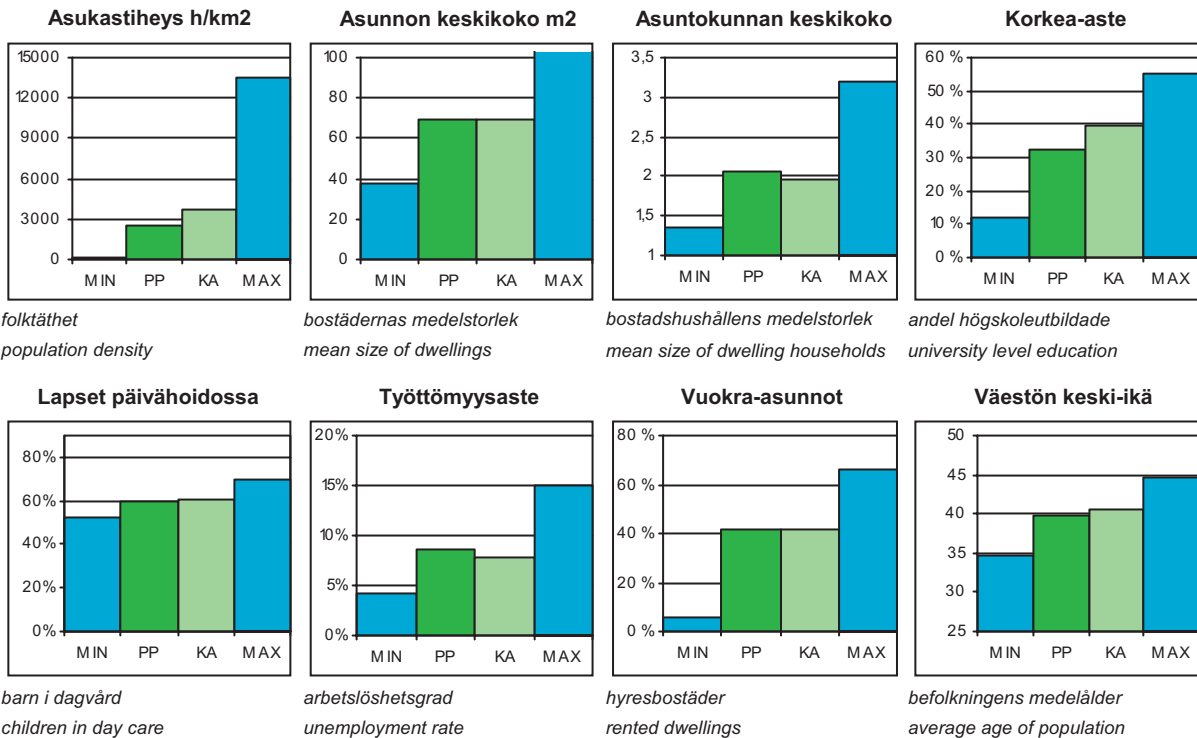 Asukastiheys h/km2
15000
12000
9000
6000
3000
0
MIN PP KA MAX
folktäthet
population density
Asunnon keskikoko m2
100
80
60
40
20
0
MIN PP KA MAX
bostädernas medelstorlek
mean size of dwellings
Asuntokunnan keskikoko
3,5
3
2,5
2
1,5
1
MIN PP KA MAX
bostadshushållens medelstorlek
mean size of dwelling households
Korkea-aste
60 %
50 %
40 %
30 %
20 %
10 %
0 %
MIN PP KA MAX
andel högskoleutbildade
university level education
Lapset päivähoidossa
80%
60%
40%
20%
0%
MIN PP KA MAX
barn i dagvård
children in day care
Työttömyysaste
20%
15%
10%
5%
0%
MIN PP KA MAX
arbetslöshetsgrad
unemployment rate
Vuokra-asunnot
80 %
60 %
40 %
20 %
0 %
MIN PP KA MAX
hyresbostäder
rented dwellings
Väestön keski-ikä
50
45
40
35
30
25
MIN PP KA MAX
befolkningens medelålder
average age of population